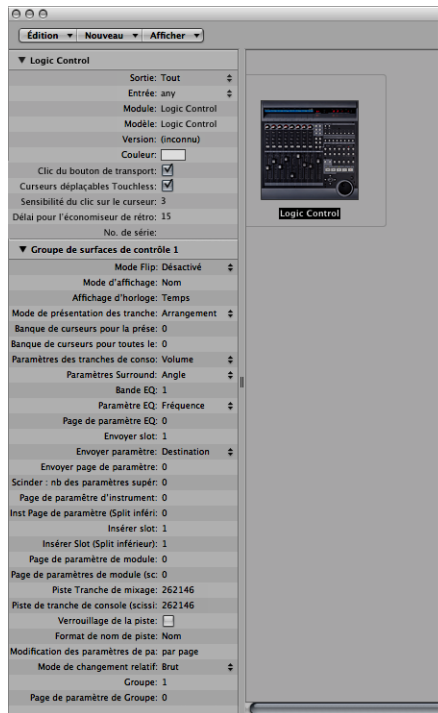 Édition Nouveau Afficher
Logic Control
Sortie: Tout
Entrée: any
Module: Logic Control
Modèle: Logic Control
Version: (inconnu)
Couleur:
Clic du bouton de transport:
Curseurs déplaçables Touchless:
Sensibilité du clic sur le curseur: 3
Délai pour l'économiseur de rétro: 15
No. de série:
Groupe de surfaces de contrôle 1
Mode Flip: Désactivé
Mode d'affichage: Nom
Affichage d'horloge: Temps
Mode de présentation des tranche: Arrangement
Banque de curseurs pour la prése: 0
Banque de curseurs pour toutes le: 0
Paramètres des tranches de conso: Volume
Paramètres Surround: Angle
Bande EQ: 1
Paramètre EQ: Fréquence
Page de paramètre EQ: 0
Envoyer slot: 1
Envoyer paramètre: Destination
Envoyer page de paramètre: 0
Scinder : nb des paramètres supér: 0
Page de paramêtre d'instrument: 0
Inst Page de paramètre (Split inféri: 0
Insérer slot: 1
Insérer Slot (Split inférieur): 1
Page de paramètre de module: 0
Page de paramètres de module (sc: 0
Piste Tranche de mixage: 262146
Piste de tranche de console (scissi: 262146
Verrouillage de la piste:
Format de nom de piste: Nom
Modification des paramètres de pa: par page
Mode de changement relatif: Brut
Groupe: 1
Page de paramètre de Groupe: 0
Logic Control